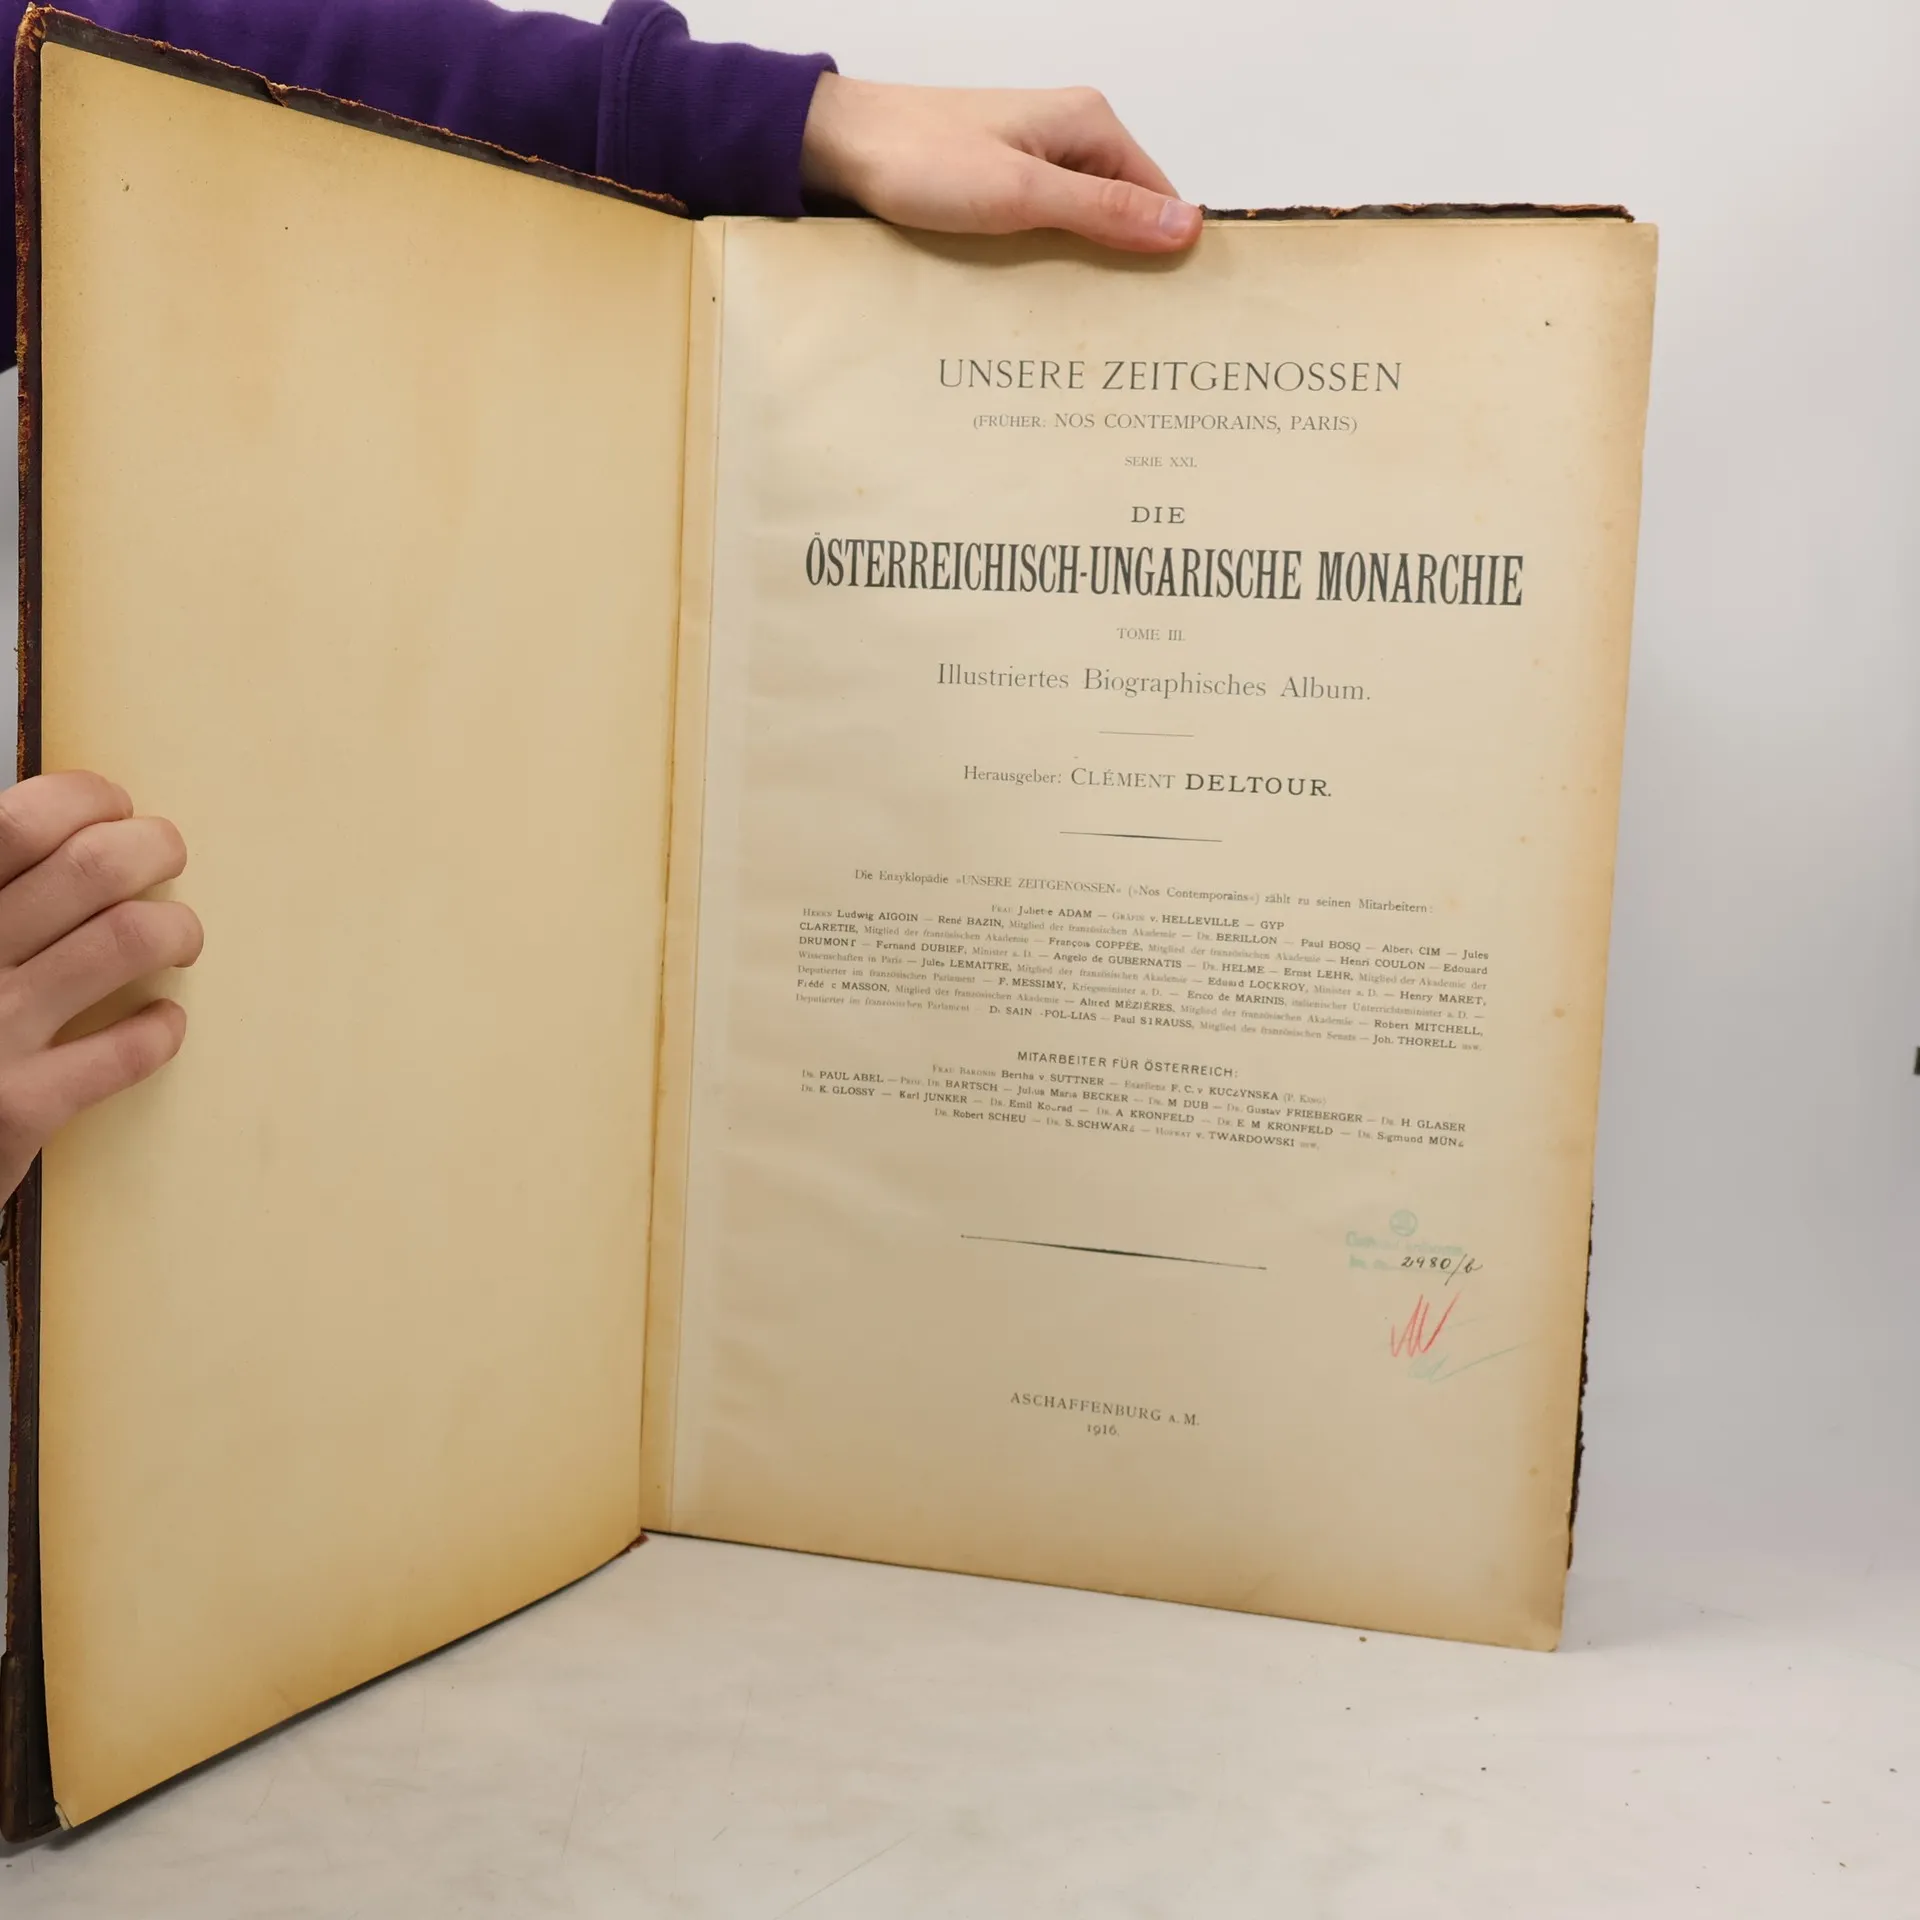 UNSERE ZEITGENOSSEN
(FRÜHER: NOS CONTEMPORAINS, PARIS)
SERIE XXI.
DIE
ÖSTERREICHISCH-UNGARISCHE MONARCHIE
TOME III.
Illustriertes Biographisches Album.
Herausgeber: CLÉMENT DELTOUR.
Die Enzyklopädie »UNSERE ZEITGENOSSEN« (»Nos Contemporains«) zählt zu seinen Mitarbeitern:
FRAU Juliette ADAM — GRÄFIN v. HELLEVILLE — GYP
HERRN Ludwig AIGOIN — René BAZIN, Mitglied der französischen Akademie — DR. BERILLON — Paul BOSQ — Albert CIM — Jules
CLARETIE, Mitglied der französischen Akademie — François COPPÉE, Mitglied der französischen Akademie — Henri COULON — Edouard
DRUMONT — Fernand DUBIEF, Minister a. D. — Angelo de GUBERNATIS — DR. HELME — Ernst LEHR, Mitglied der Akademie der
Wissenschaften in Paris — Jules LEMAITRE, Mitglied der französischen Akademie — Eduard LOCKROY, Minister a. D. — Henry MARET,
Deputierter im französischen Parlament — F. MESSIMY, Kriegsminister a. D. — Enrico de MARINIS, italienischer Unterrichtsminister a. D. —
Frédéric MASSON, Mitglied der französischen Akademie — Alfred MÉZIÈRES, Mitglied der französischen Akademie — Robert MITCHELL,
Deputierter im französischen Parlament — DR. SAINT-POL-LIAS — Paul STRAUSS, Mitglied des französischen Senats — Joh. THORELL usw.
MITARBEITER FÜR ÖSTERREICH:
FRAU BARONIN Bertha v. SUTTNER — Exzellenz F. C. v. KUCZYNSKA (P. King)
DR. PAUL ABEL — PROF. DR. BARTSCH — Julius Maria BECKER — DR. M DUB — DR. Gustav FRIEBERGER — DR. H. GLASER
DR. K. GLOSSY — Karl JUNKER — DR. Emil Konrad — DR. A KRONFELD — DR. E M KRONFELD — DR. Sigmund MÜNZ
DR. Robert SCHEU — DR. S. SCHWARZ — HOFRAT v. TWARDOWSKI usw.
2980/b
ASCHAFFENBURG A. M.
1916.